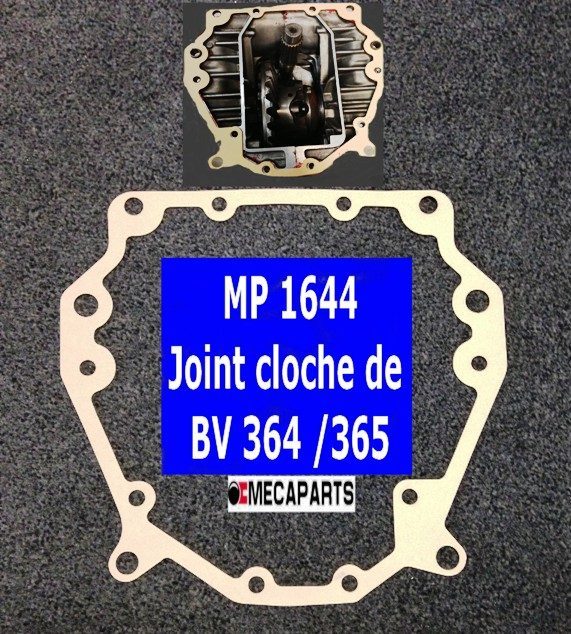 MP 1644
Joint cloche de
BV 364 /365
MECAPARTS